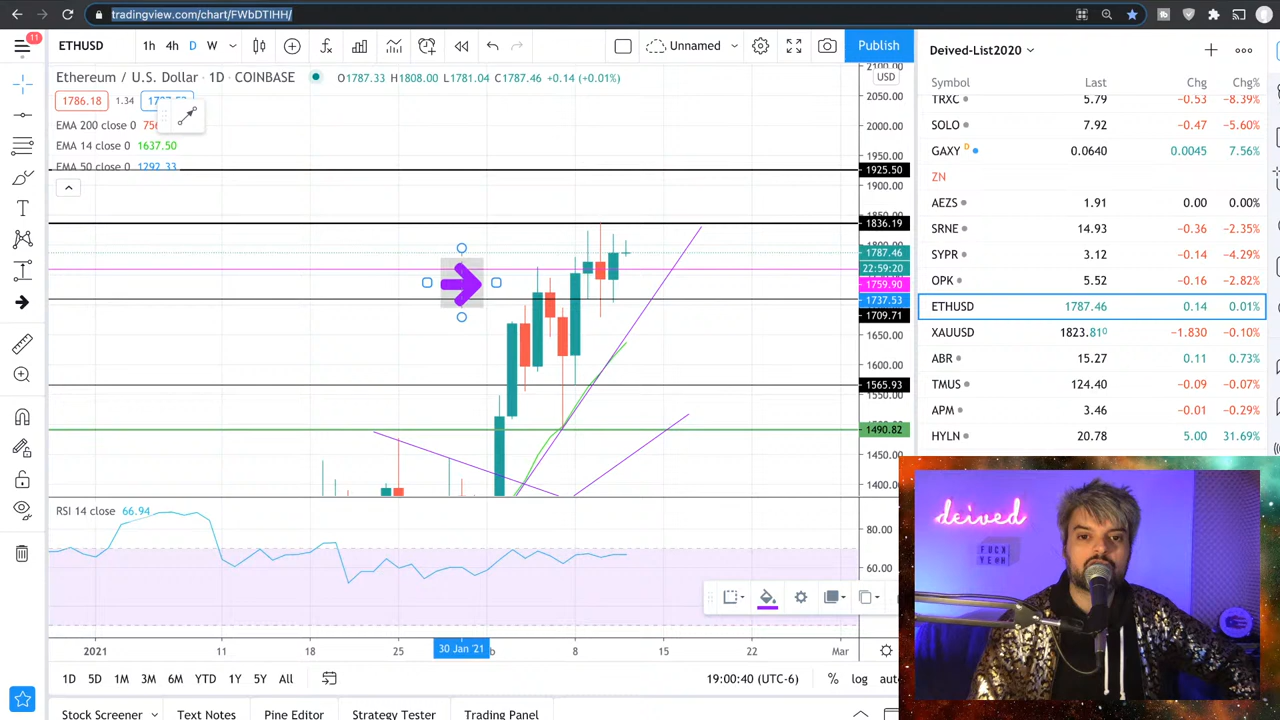 tradingview.com/chart/FWbDTIHH/
11
ETHUSD
1h 4h D W
Unnamed
Publish
Ethereum / U.S. Dollar · 1D · COINBASE
O1787.33 H1808.00 L1781.04 C1787.46 +0.14 (+0.01%)
1786.18 1.34
EMA 200 close 0
EMA 14 close 0 1637.50
EMA 50 close 0 1292.33
USD
2100.00
2050.00
2000.00
1950.00
1925.50
1900.00
1836.19
1787.46
22:59:20
1759.90
1737.53
1709.71
1650.00
1600.00
1565.93
1550.00
1490.82
1450.00
1400.00
RSI 14 close 66.94
80.00
60.00
2021 11 18 25 30 Jan '21 8 15 22 Mar
1D 5D 1M 3M 6M YTD 1Y 5Y All
19:00:40 (UTC-6) % log
Stock Screener Text Notes Pine Editor Strategy Tester Trading Panel
Deived-List2020
Symbol Last Chg Chg%
TRXC 5.79 −0.53 −8.39%
SOLO 7.92 −0.47 −5.60%
GAXY D 0.0640 0.0045 7.56%
ZN
AEZS 1.91 0.00 0.00%
SRNE 14.93 −0.36 −2.35%
SYPR 3.12 −0.14 −4.29%
OPK 5.52 −0.16 −2.82%
ETHUSD 1787.46 0.14 0.01%
XAUUSD 1823.810 −1.830 −0.10%
ABR 15.27 0.11 0.73%
TMUS 124.40 −0.09 −0.07%
APM 3.46 −0.01 −0.29%
HYLN 20.78 5.00 31.69%
deived
FUCK
YEAH